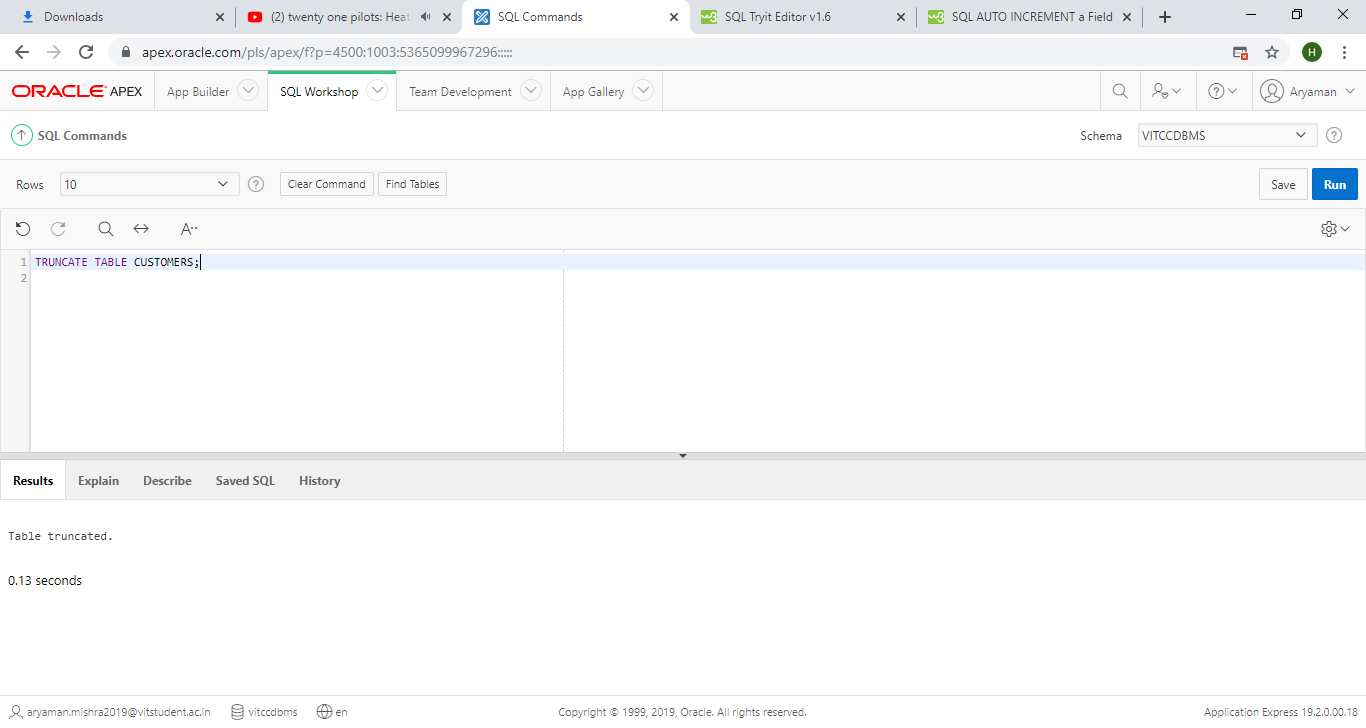 Downloads
(2) twenty one pilots: Heat
SQL Commands
SQL Tryit Editor v1.6
SQL AUTO INCREMENT a Field
apex.oracle.com/pls/apex/f?p=4500:1003:5365099967296:::::
H
ORACLE APEX
App Builder
SQL Workshop
Team Development
App Gallery
Aryaman
SQL Commands
Schema
VITCCDBMS
Rows
10
Clear Command
Find Tables
Save
Run
A··
1 TRUNCATE TABLE CUSTOMERS;
2
Results
Explain
Describe
Saved SQL
History
Table truncated.
0.13 seconds
aryaman.mishra2019@vitstudent.ac.in
vitccdbms
en
Copyright © 1999, 2019, Oracle. All rights reserved.
Application Express 19.2.0.00.18